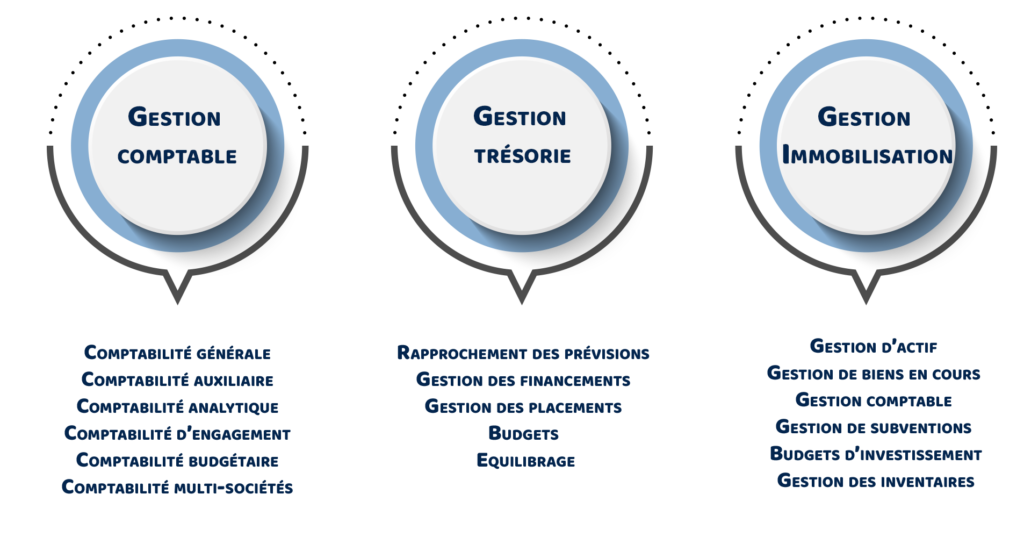 Gestion
comptable
Comptabilité générale
Comptabilité auxiliaire
Comptabilité analytique
Comptabilité d'engagement
Comptabilité budgétaire
Comptabilité multi-sociétés
Gestion
trésorie
Rapprochement des prévisions
Gestion des financements
Gestion des placements
Budgets
Equilibrage
Gestion
Immobilisation
Gestion d'actif
Gestion de biens en cours
Gestion comptable
Gestion de subventions
Budgets d'investissement
Gestion des inventaires